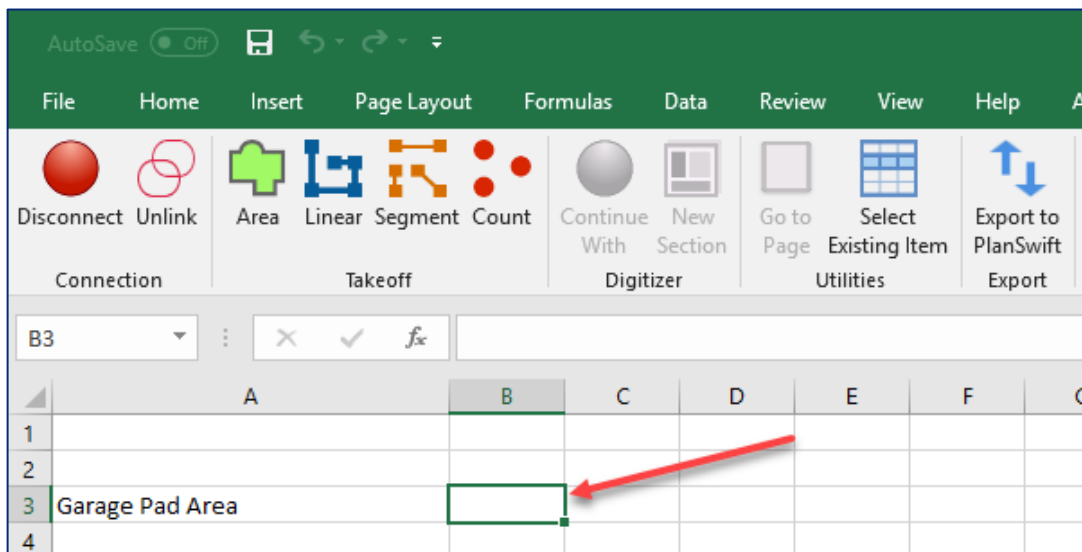 AutoSave Off
File Home Insert Page Layout Formulas Data Review View Help A
Disconnect Unlink Area Linear Segment Count Continue With New Section Go to Page Select Existing Item Export to PlanSwift
Connection Takeoff Digitizer Utilities Export
B3 fx
A B C D E F
1
2
3 Garage Pad Area
4